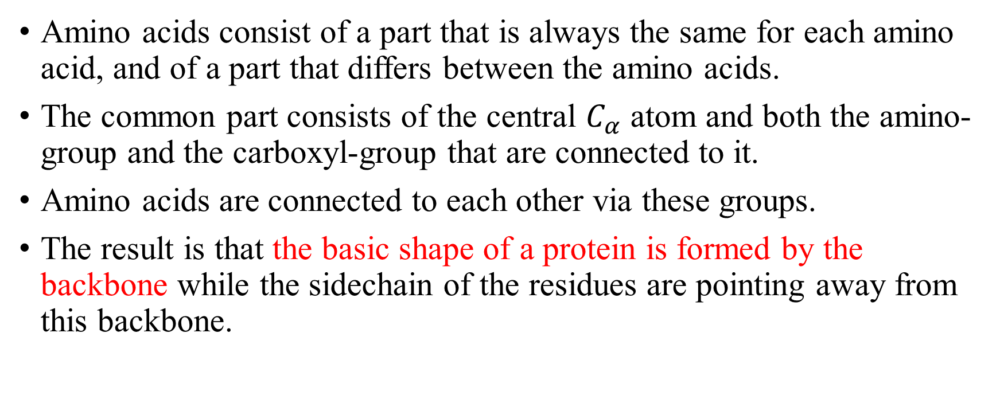 • Amino acids consist of a part that is always the same for each amino
acid, and of a part that differs between the amino acids.
• The common part consists of the central Cα atom and both the amino-
group and the carboxyl-group that are connected to it.
• Amino acids are connected to each other via these groups.
• The result is that the basic shape of a protein is formed by the
backbone while the sidechain of the residues are pointing away from
this backbone.